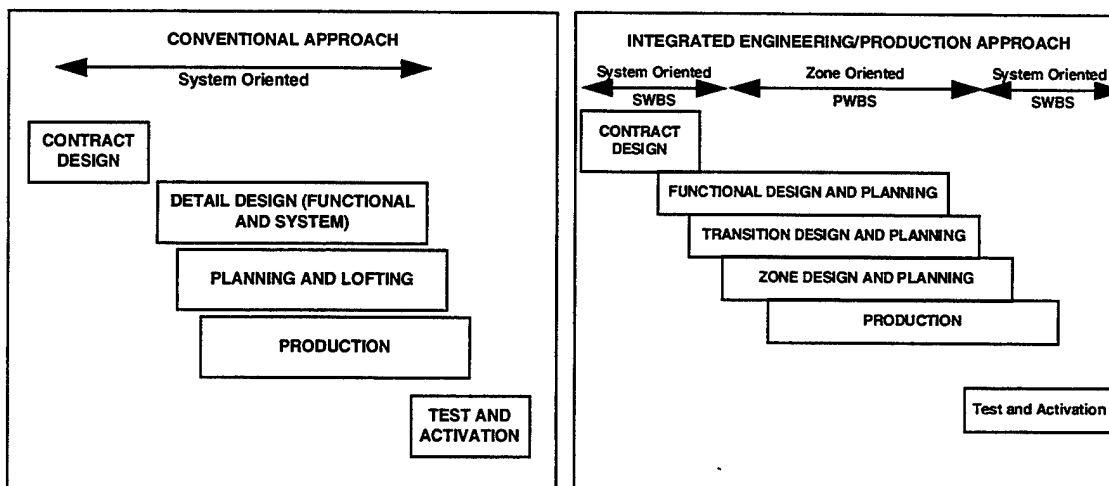 CONVENTIONAL APPROACH
System Oriented
CONTRACT
DESIGN
DETAIL DESIGN (FUNCTIONAL
AND SYSTEM)
PLANNING AND LOFTING
PRODUCTION
TEST AND
ACTIVATION
INTEGRATED ENGINEERING/PRODUCTION APPROACH
System Oriented
SWBS
Zone Oriented
PWBS
System Oriented
SWBS
CONTRACT
DESIGN
FUNCTIONAL DESIGN AND PLANNING
TRANSITION DESIGN AND PLANNING
ZONE DESIGN AND PLANNING
PRODUCTION
Test and Activation